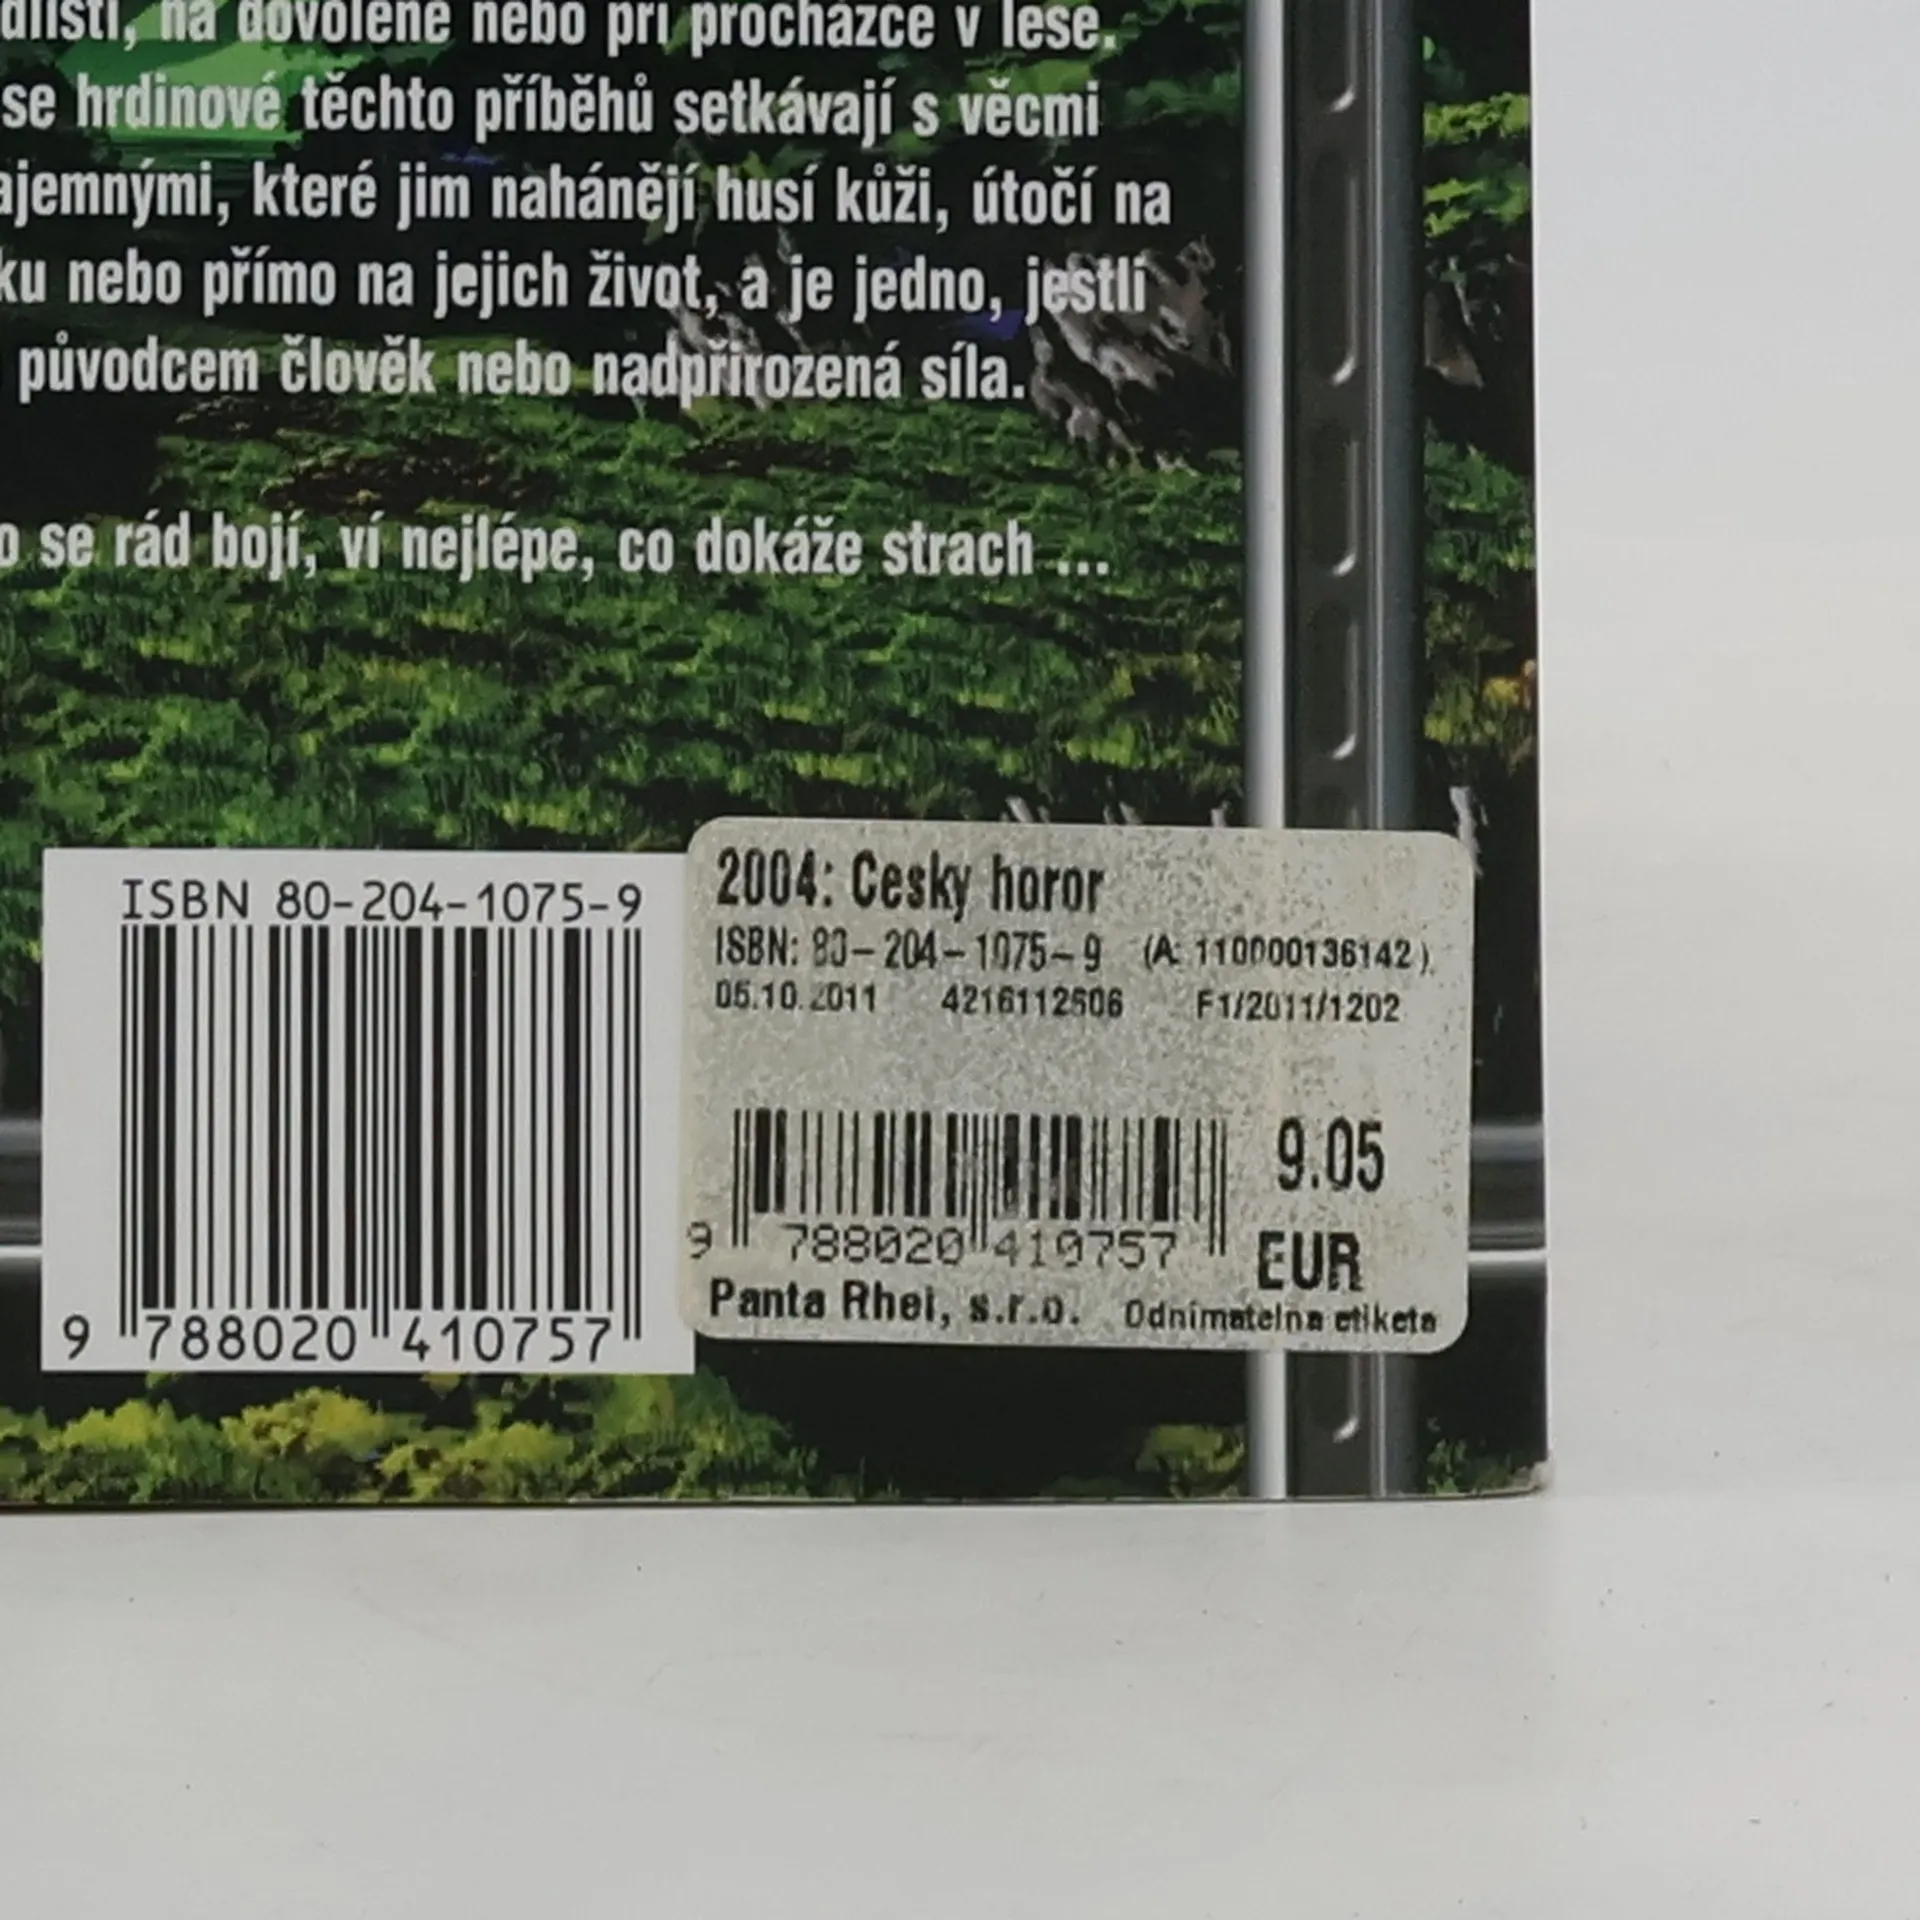 dlišti, na dovolené nebo při procházce v lese.
se hrdinové těchto příběhů setkávají s věcmi
ajemnými, které jim nahánějí husí kůži, útočí na
ku nebo přímo na jejich život, a je jedno, jestli
původcem člověk nebo nadpřirozená síla.
o se rád bojí, ví nejlépe, co dokáže strach ...
ISBN 80-204-1075-9
9 788020 410757
2004: Cesky horor
ISBN: 80-204-1075-9 (A: 110000136142).
05.10.2011 4216112606 F1/2011/1202
9.05
9 788020 410757 EUR
Panta Rhei, s.r.o. Odnimatelna etiketa